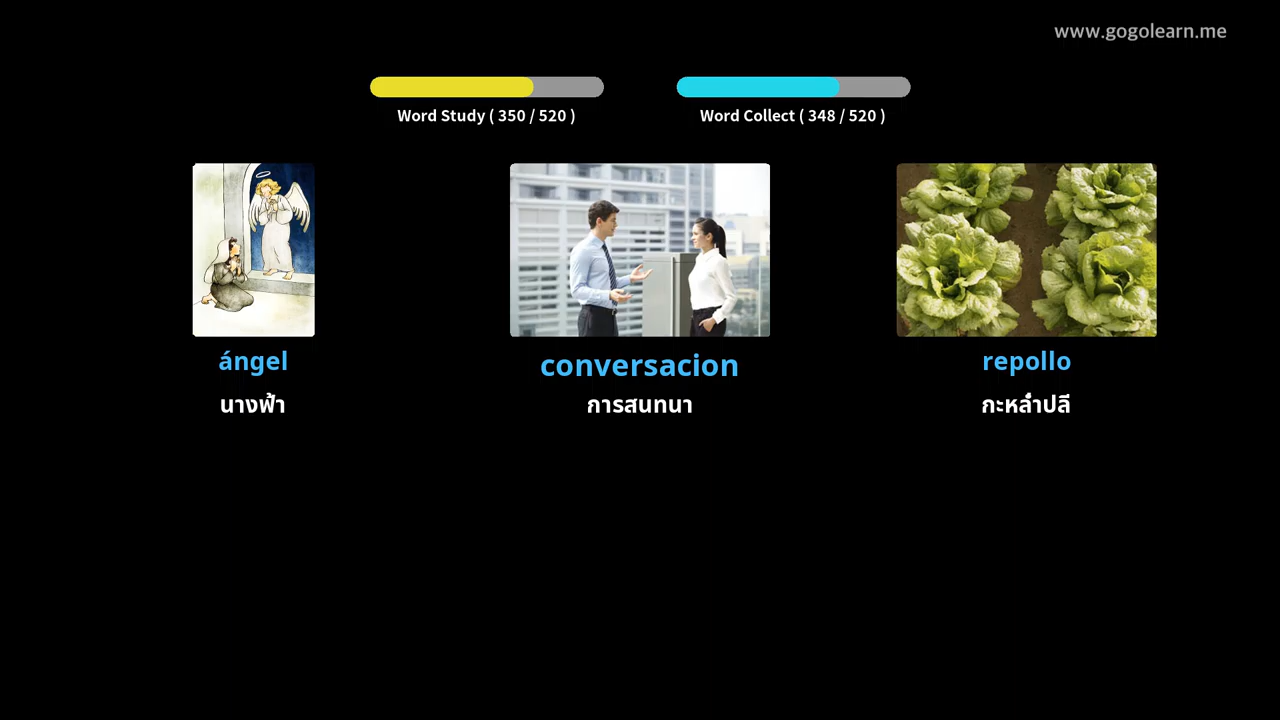 www.gogolearn.me
Word Study ( 350 / 520 )
Word Collect ( 348 / 520 )
ángel
conversacion
repollo
นางฟ้า
การสนทนา
กะหล่ำปลี